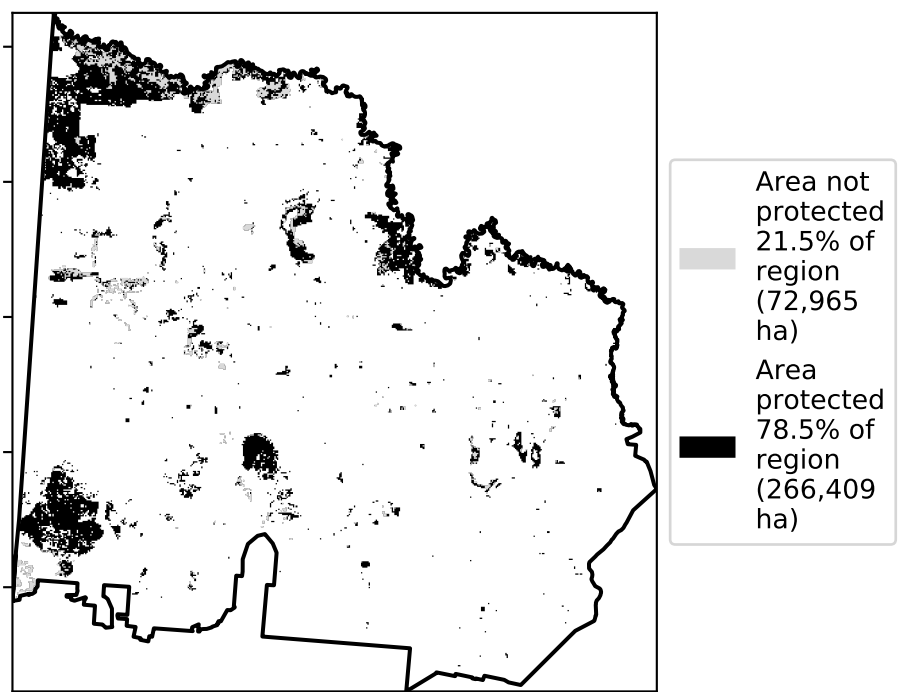 Area not
protected
21.5% of
region
(72,965
ha)
Area
protected
78.5% of
region
(266,409
ha)